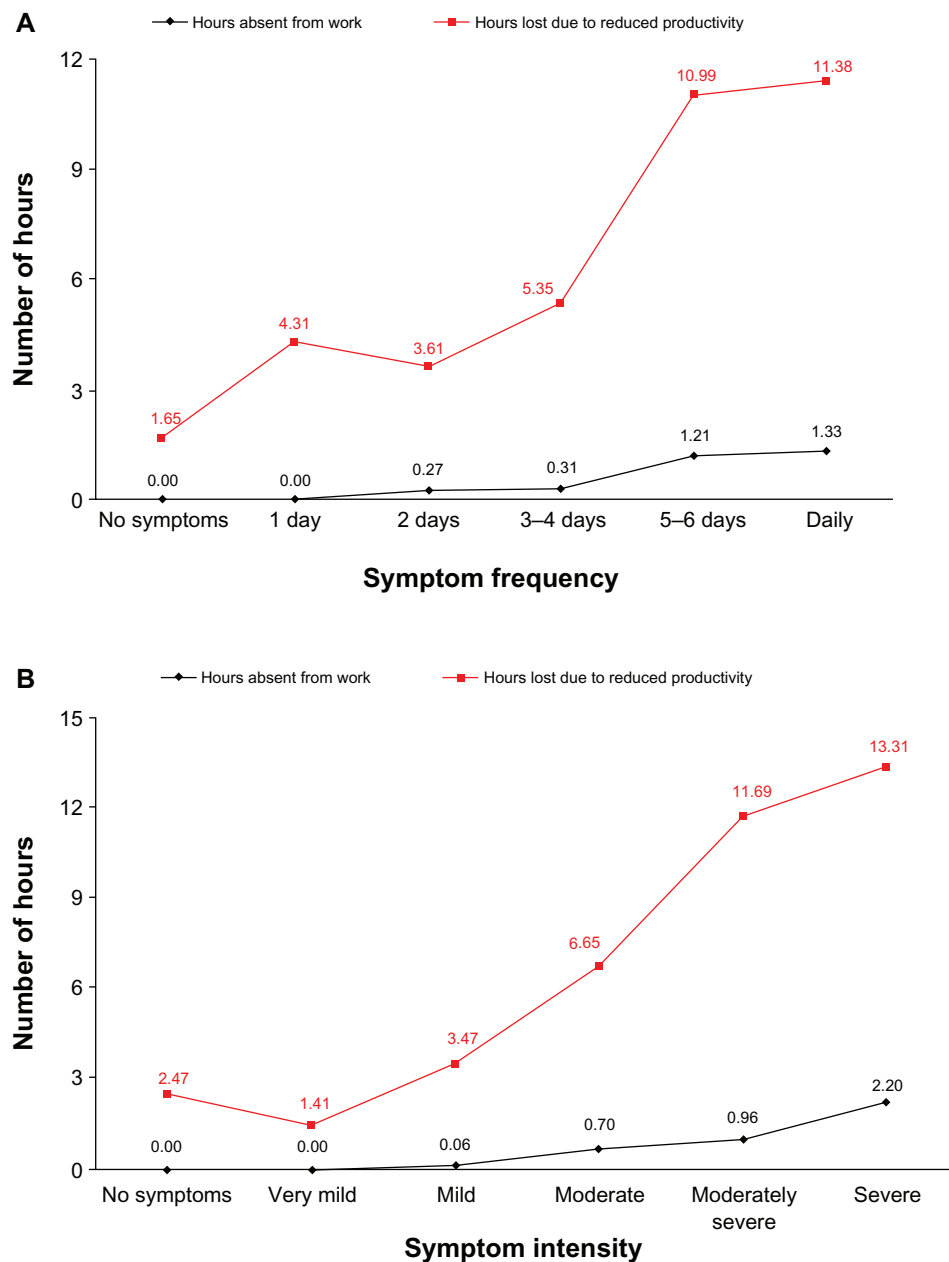 A
Hours absent from work Hours lost due to reduced productivity
12
9
6
3
0
Number of hours
1.65 4.31 3.61 5.35 10.99 11.38
0.00 0.00 0.27 0.31 1.21 1.33
No symptoms 1 day 2 days 3–4 days 5–6 days Daily
Symptom frequency
B
Hours absent from work Hours lost due to reduced productivity
15
12
9
6
3
0
Number of hours
2.47 1.41 3.47 6.65 11.69 13.31
0.00 0.00 0.06 0.70 0.96 2.20
No symptoms Very mild Mild Moderate Moderately severe Severe
Symptom intensity